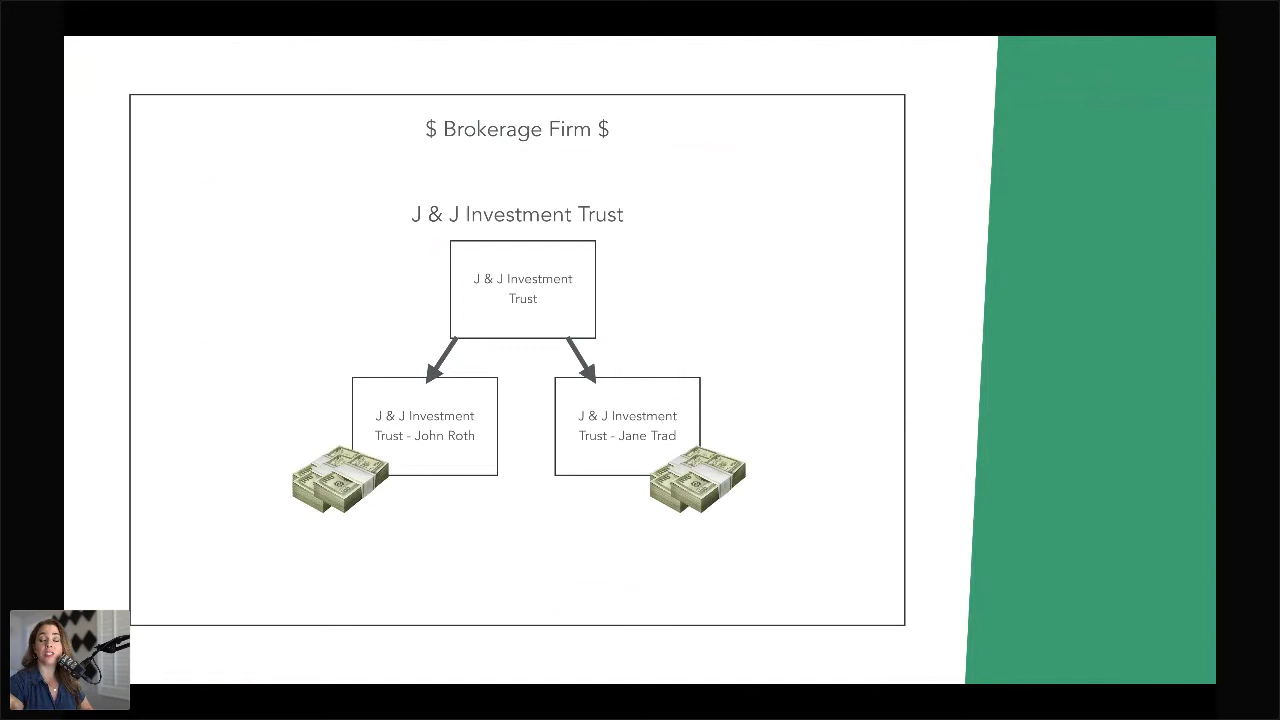 $ Brokerage Firm $
J & J Investment Trust
J & J Investment
Trust
J & J Investment
Trust - John Roth
J & J Investment
Trust - Jane Trad